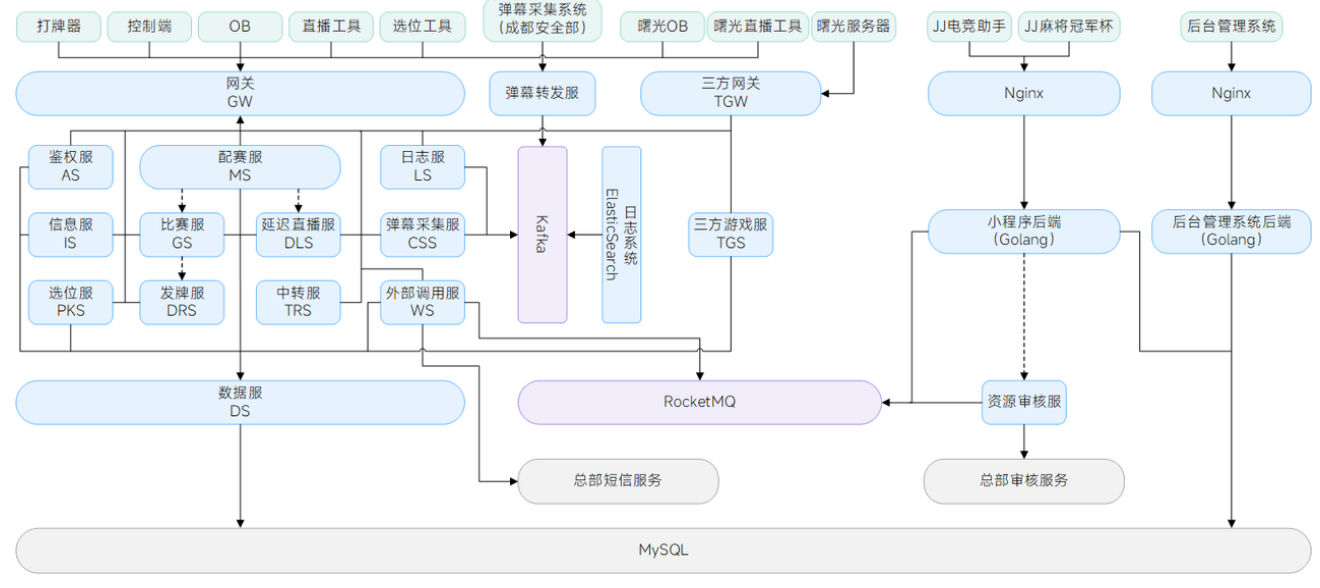 打牌器
控制端
OB
直播工具
选位工具
弹幕采集系统
(成都安全部)
曙光OB
曙光直播工具
曙光服务器
JJ电竞助手
JJ麻将冠军杯
后台管理系统
网关
GW
弹幕转发服
三方网关
TGW
Nginx
Nginx
鉴权服
AS
配赛服
MS
日志服
LS
Kafka
日志系统
ElasticSearch
信息服
IS
比赛服
GS
延迟直播服
DLS
弹幕采集服
CSS
三方游戏服
TGS
小程序后端
(Golang)
后台管理系统后端
(Golang)
选位服
PKS
发牌服
DRS
中转服
TRS
外部调用服
WS
数据服
DS
RocketMQ
资源审核服
总部短信服务
总部审核服务
MySQL